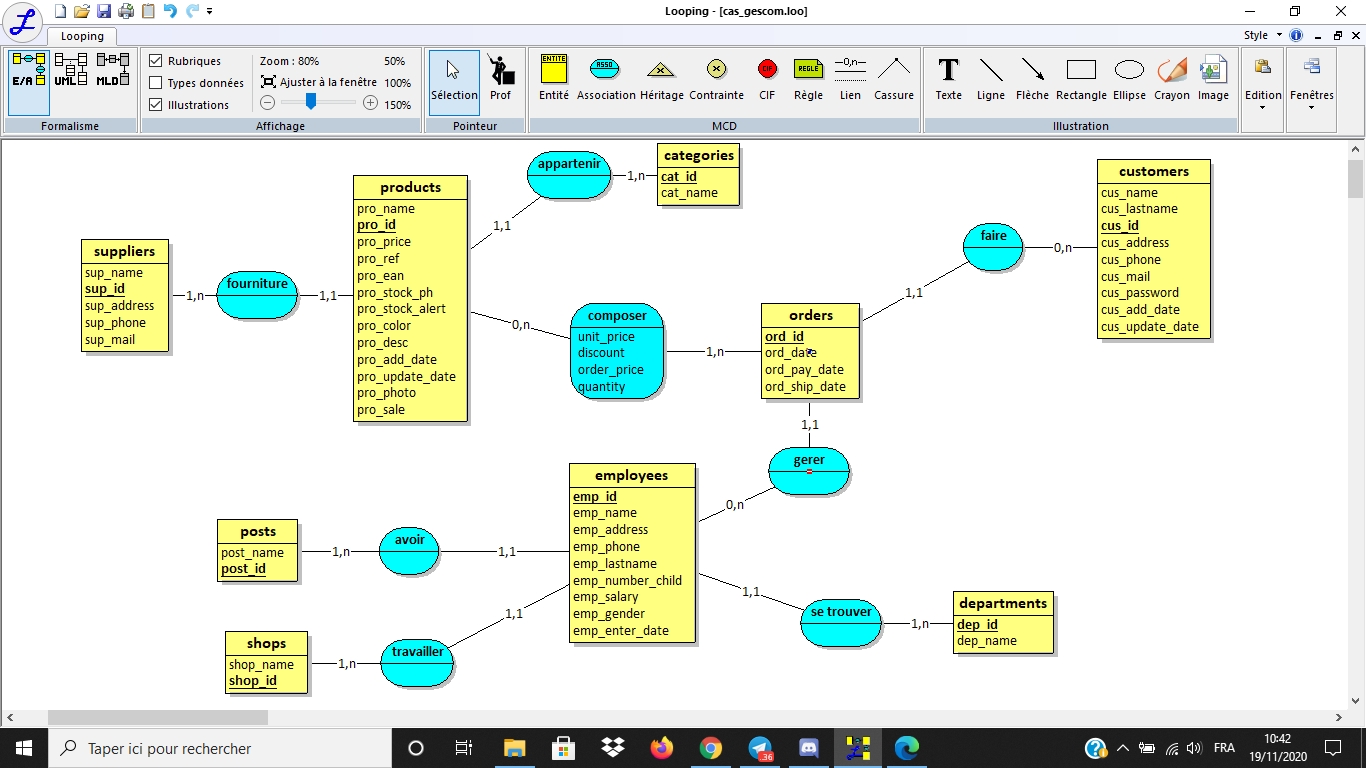 Looping - [cas_gescom.loo]
Looping
Style
Rubriques
Types données
Illustrations
Zoom : 80%
50%
Ajuster à la fenêtre
100%
150%
E/A
UML
MLD
Sélection
Prof
ENTITÉ
Entité
ASSO
Association
Héritage
Contrainte
CIF
CIF
RÈGLE
Règle
—0,n—
Lien
Cassure
Texte
Ligne
Flèche
Rectangle
Ellipse
Crayon
Image
Edition
Fenêtres
Formalisme
Affichage
Pointeur
MCD
Illustration
suppliers
sup_name
sup_id
sup_address
sup_phone
sup_mail
1,n
fourniture
1,1
products
pro_name
pro_id
pro_price
pro_ref
pro_ean
pro_stock_ph
pro_stock_alert
pro_color
pro_desc
pro_add_date
pro_update_date
pro_photo
pro_sale
1,1
appartenir
1,n
categories
cat_id
cat_name
0,n
composer
unit_price
discount
order_price
quantity
1,n
orders
ord_id
ord_date
ord_pay_date
ord_ship_date
1,1
faire
0,n
customers
cus_name
cus_lastname
cus_id
cus_address
cus_phone
cus_mail
cus_password
cus_add_date
cus_update_date
1,1
gerer
0,n
employees
emp_id
emp_name
emp_address
emp_phone
emp_lastname
emp_number_child
emp_salary
emp_gender
emp_enter_date
posts
post_name
post_id
1,n
avoir
1,1
shops
shop_name
shop_id
1,n
travailler
1,1
1,1
se trouver
1,n
departments
dep_id
dep_name
Taper ici pour rechercher
.36
FRA
10:42
19/11/2020